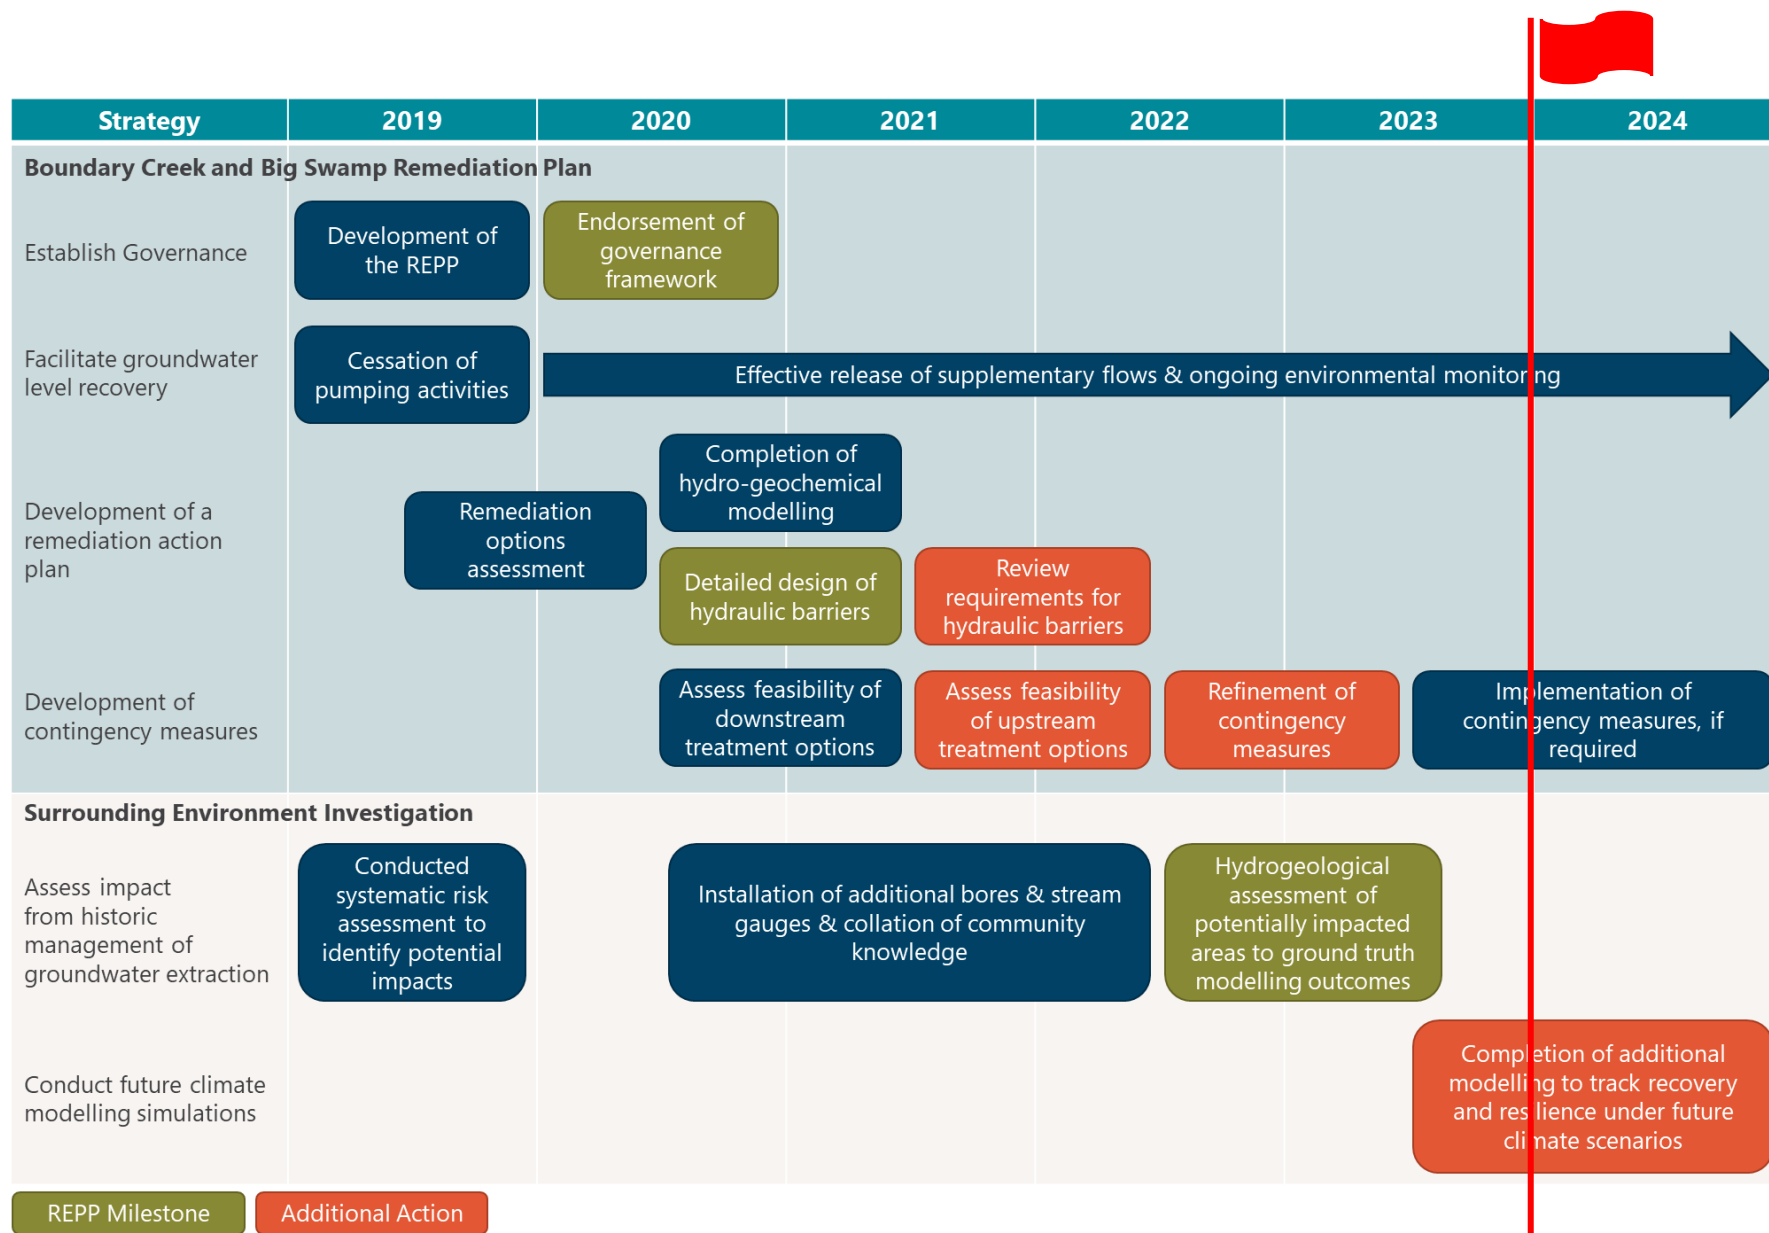 Strategy 2019 2020 2021 2022 2023 2024
Boundary Creek and Big Swamp Remediation Plan
Establish Governance
Development of
the REPP
Endorsement of
governance
framework
Facilitate groundwater
level recovery
Cessation of
pumping activities
Effective release of supplementary flows & ongoing environmental monitoring
Development of a
remediation action
plan
Remediation
options
assessment
Completion of
hydro-geochemical
modelling
Detailed design of
hydraulic barriers
Review
requirements for
hydraulic barriers
Development of
contingency measures
Assess feasibility of
downstream
treatment options
Assess feasibility
of upstream
treatment options
Refinement of
contingency
measures
Implementation of
contingency measures, if
required
Surrounding Environment Investigation
Assess impact
from historic
management of
groundwater extraction
Conducted
systematic risk
assessment to
identify potential
impacts
Installation of additional bores & stream
gauges & collation of community
knowledge
Hydrogeological
assessment of
potentially impacted
areas to ground truth
modelling outcomes
Conduct future climate
modelling simulations
Completion of additional
modelling to track recovery
and resilience under future
climate scenarios
REPP Milestone
Additional Action